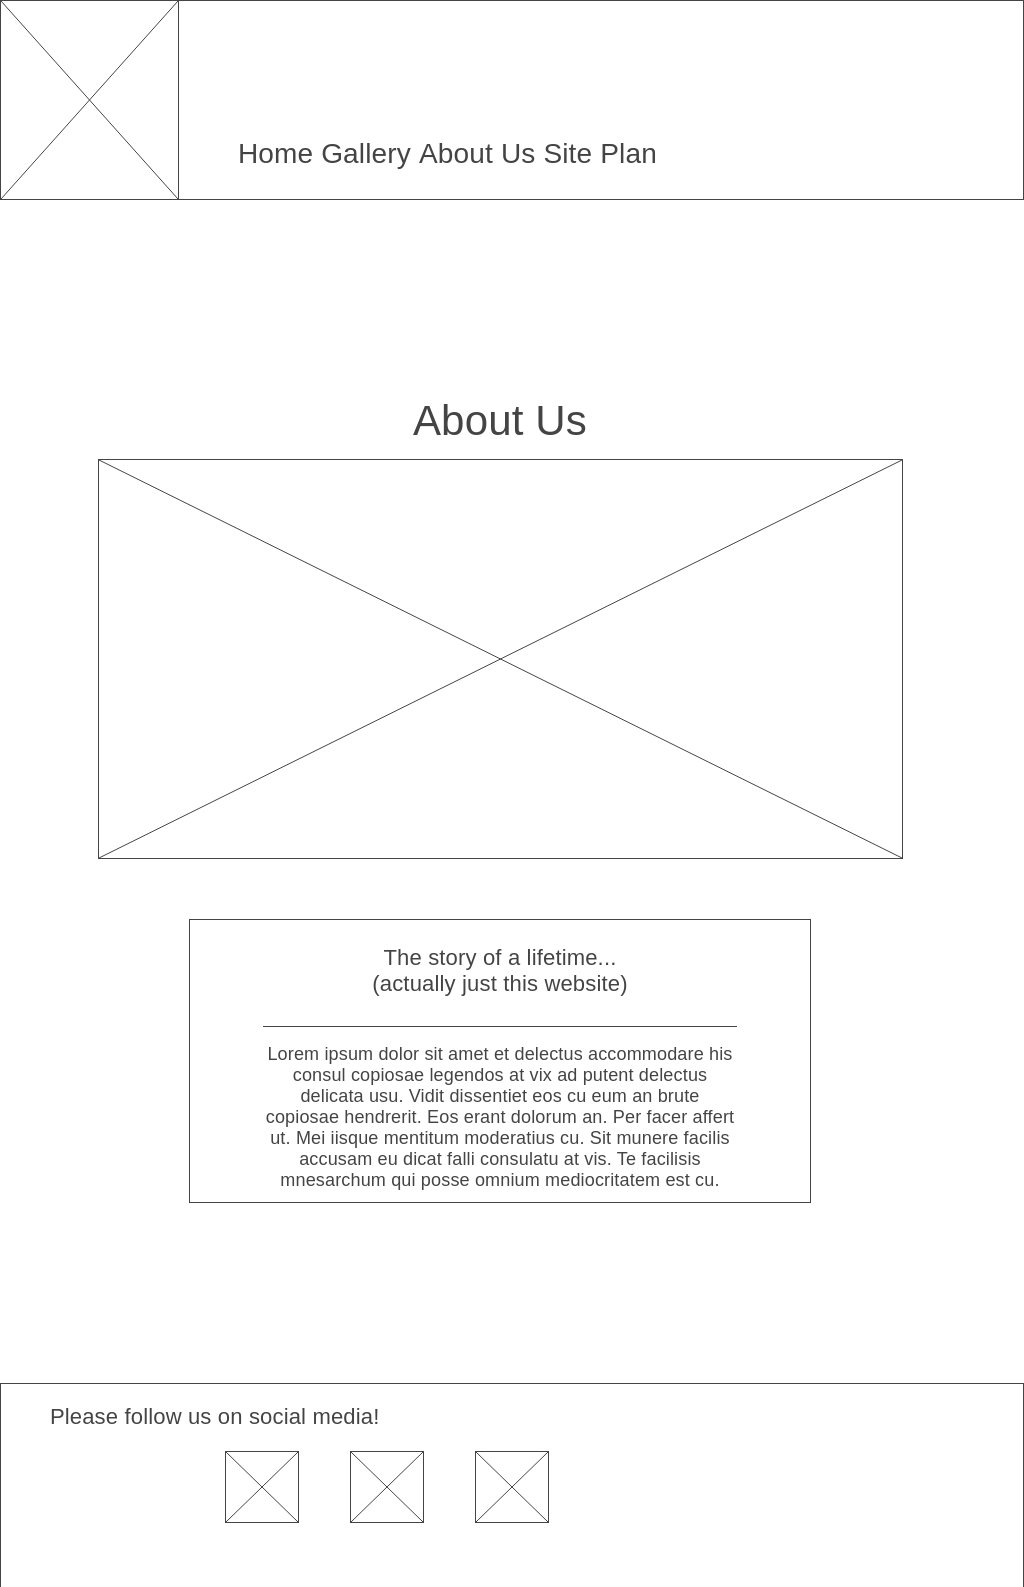 Home Gallery About Us Site Plan
About Us
The story of a lifetime...
(actually just this website)
Lorem ipsum dolor sit amet et delectus accommodare his
consul copiosae legendos at vix ad putent delectus
delicata usu. Vidit dissentiet eos cu eum an brute
copiosae hendrerit. Eos erant dolorum an. Per facer affert
ut. Mei iisque mentitum moderatius cu. Sit munere facilis
accusam eu dicat falli consulatu at vis. Te facilisis
mnesarchum qui posse omnium mediocritatem est cu.
Please follow us on social media!